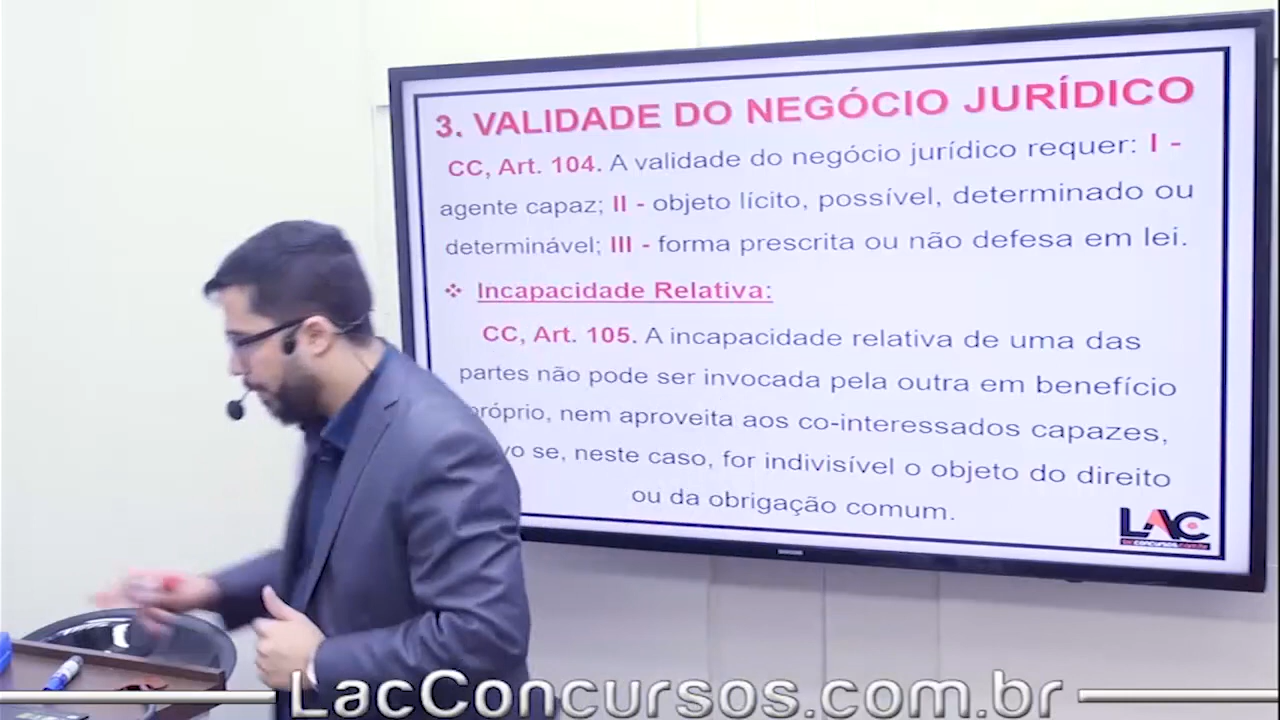 3. VALIDADE DO NEGÓCIO JURÍDICO
CC, Art. 104. A validade do negócio jurídico requer: I -
agente capaz; II - objeto lícito, possível, determinado ou
determinável; III - forma prescrita ou não defesa em lei.
❖ Incapacidade Relativa:
CC, Art. 105. A incapacidade relativa de uma das
partes não pode ser invocada pela outra em benefício
próprio, nem aproveita aos co-interessados capazes,
vo se, neste caso, for indivisível o objeto do direito
ou da obrigação comum.
LAC
LacConcursos.com.br